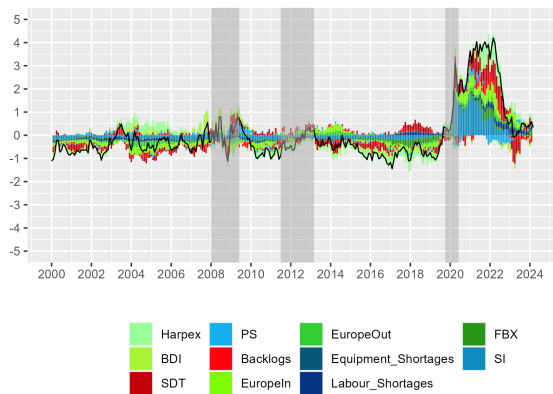 5
4
3
2
1
0
-1
-2
-3
-4
-5
2000 2002 2004 2006 2008 2010 2012 2014 2016 2018 2020 2022 2024
Harpex PS EuropeOut FBX
BDI Backlogs Equipment_Shortages SI
SDT EuropeIn Labour_Shortages